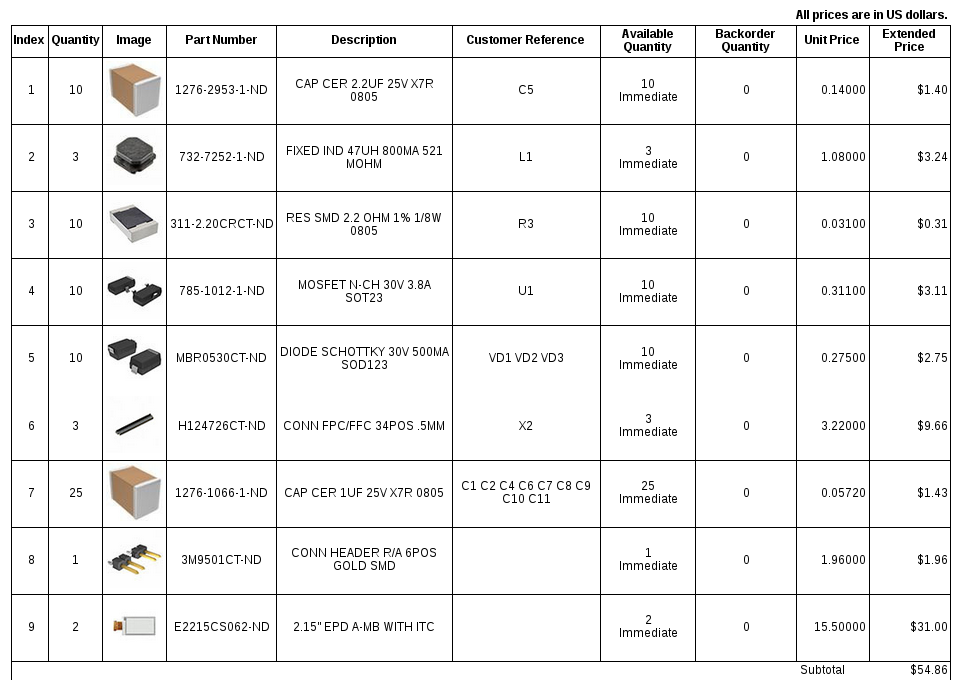 All prices are in US dollars.
Index Quantity Image Part Number Description Customer Reference Available Quantity Backorder Quantity Unit Price Extended Price
1 10 1276-2953-1-ND CAP CER 2.2UF 25V X7R 0805 C5 10 Immediate 0 0.14000 $1.40
2 3 732-7252-1-ND FIXED IND 47UH 800MA 521 MOHM L1 3 Immediate 0 1.08000 $3.24
3 10 311-2.20CRCT-ND RES SMD 2.2 OHM 1% 1/8W 0805 R3 10 Immediate 0 0.03100 $0.31
4 10 785-1012-1-ND MOSFET N-CH 30V 3.8A SOT23 U1 10 Immediate 0 0.31100 $3.11
5 10 MBR0530CT-ND DIODE SCHOTTKY 30V 500MA SOD123 VD1 VD2 VD3 10 Immediate 0 0.27500 $2.75
6 3 H124726CT-ND CONN FPC/FFC 34POS .5MM X2 3 Immediate 0 3.22000 $9.66
7 25 1276-1066-1-ND CAP CER 1UF 25V X7R 0805 C1 C2 C4 C6 C7 C8 C9 C10 C11 25 Immediate 0 0.05720 $1.43
8 1 3M9501CT-ND CONN HEADER R/A 6POS GOLD SMD 1 Immediate 0 1.96000 $1.96
9 2 E2215CS062-ND 2.15" EPD A-MB WITH ITC 2 Immediate 0 15.50000 $31.00
Subtotal $54.86